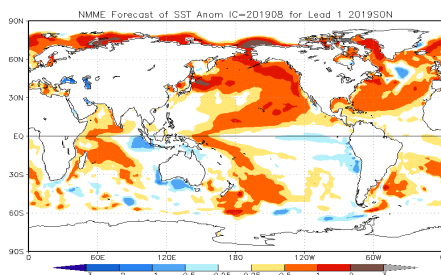 NMME Forecast of SST Anom IC=201908 for Lead 1 2019SON
90N
60N
30N
EQ
30S
60S
90S
0 60E 120E 180 120W 60W